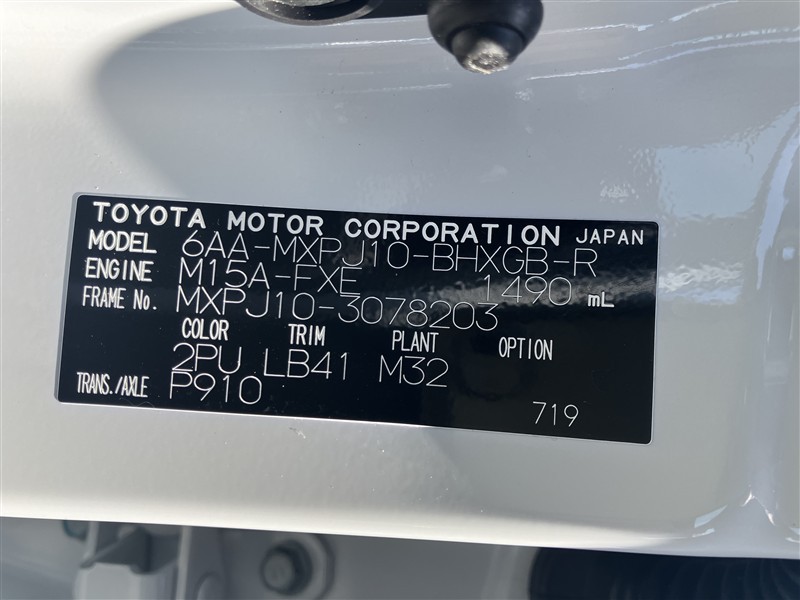 TOYOTA MOTOR CORPORATION JAPAN
MODEL 6AA-MXPJ10-BHXGB-R
ENGINE M15A-FXE 1490 mL
FRAME No. MXPJ10-3078203
COLOR TRIM PLANT OPTION
2PU LB41 M32
TRANS./AXLE P910
719